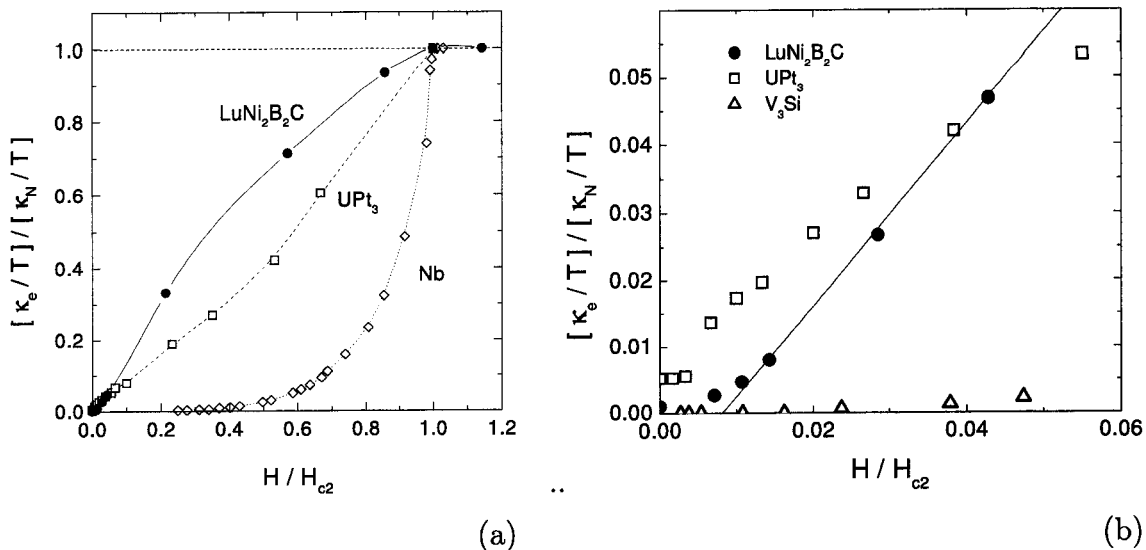 [ κe / T ] / [ κN / T ]
1.0
0.8
0.6
0.4
0.2
0.0
LuNi2B2C
UPt3
Nb
0.0 0.2 0.4 0.6 0.8 1.0 1.2
H / Hc2
(a)
..
[ κe / T ] / [ κN / T ]
0.05
0.04
0.03
0.02
0.01
0.00
LuNi2B2C
UPt3
V3Si
0.00 0.02 0.04 0.06
H / Hc2
(b)